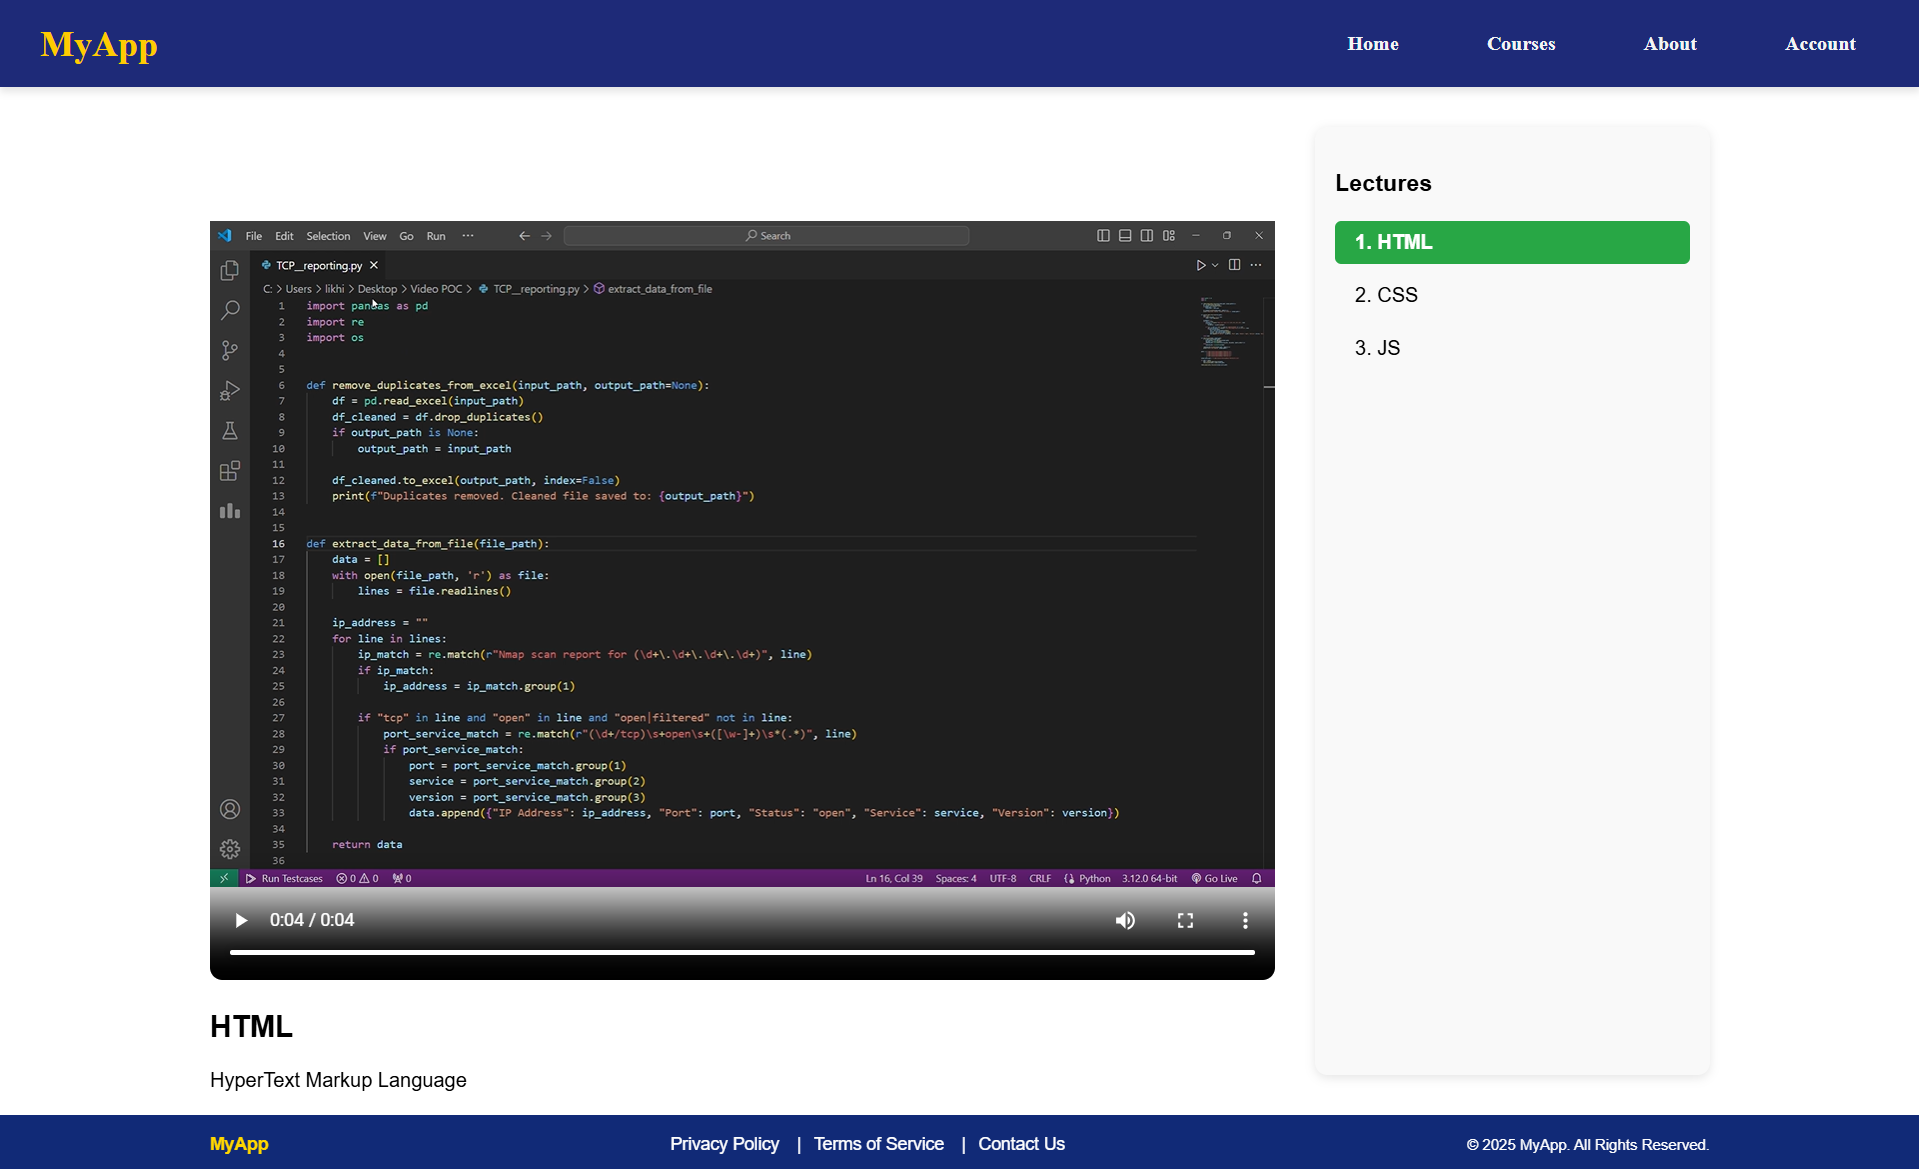 MyApp
Home Courses About Account
File Edit Selection View Go Run ··· Search
TCP_reporting.py
C: > Users > likhi > Desktop > Video POC > TCP_reporting.py > extract_data_from_file
1 import pandas as pd
2 import re
3 import os
4
5
6 def remove_duplicates_from_excel(input_path, output_path=None):
7 df = pd.read_excel(input_path)
8 df_cleaned = df.drop_duplicates()
9 if output_path is None:
10 output_path = input_path
11
12 df_cleaned.to_excel(output_path, index=False)
13 print(f"Duplicates removed. Cleaned file saved to: {output_path}")
14
15
16 def extract_data_from_file(file_path):
17 data = []
18 with open(file_path, 'r') as file:
19 lines = file.readlines()
20
21 ip_address = ""
22 for line in lines:
23 ip_match = re.match(r"Nmap scan report for (\d+\.\d+\.\d+\.\d+)", line)
24 if ip_match:
25 ip_address = ip_match.group(1)
26
27 if "tcp" in line and "open" in line and "open|filtered" not in line:
28 port_service_match = re.match(r"(\d+/tcp)\s+open\s+([\w-]+)\s*(.*)", line)
29 if port_service_match:
30 port = port_service_match.group(1)
31 service = port_service_match.group(2)
32 version = port_service_match.group(3)
33 data.append({"IP Address": ip_address, "Port": port, "Status": "open", "Service": service, "Version": version})
34
35 return data
36
Run Testcases 0 0 0 Ln 16, Col 39 Spaces: 4 UTF-8 CRLF Python 3.12.0 64-bit Go Live
0:04 / 0:04
HTML
HyperText Markup Language
Lectures
1. HTML
2. CSS
3. JS
MyApp
Privacy Policy | Terms of Service | Contact Us
© 2025 MyApp. All Rights Reserved.